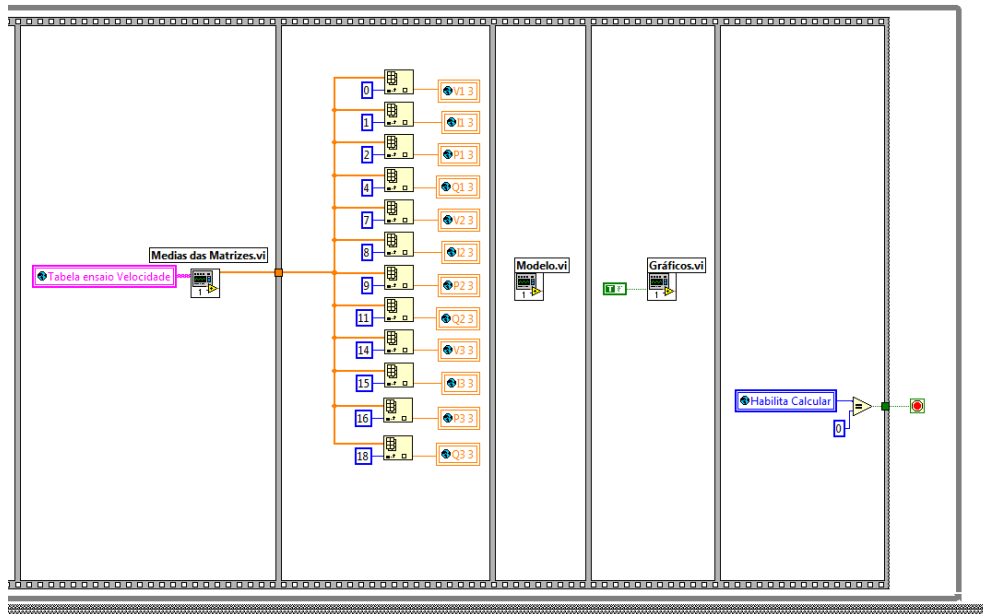 0
V1 3
1
I1 3
2
P1 3
4
Q1 3
7
V2 3
8
I2 3
9
P2 3
11
Q2 3
14
V3 3
15
I3 3
16
P3 3
18
Q3 3
Medias das Matrizes.vi
Tabela ensaio Velocidade
1
Modelo.vi
1
Gráficos.vi
T F
1
Habilita Calcular
=
0